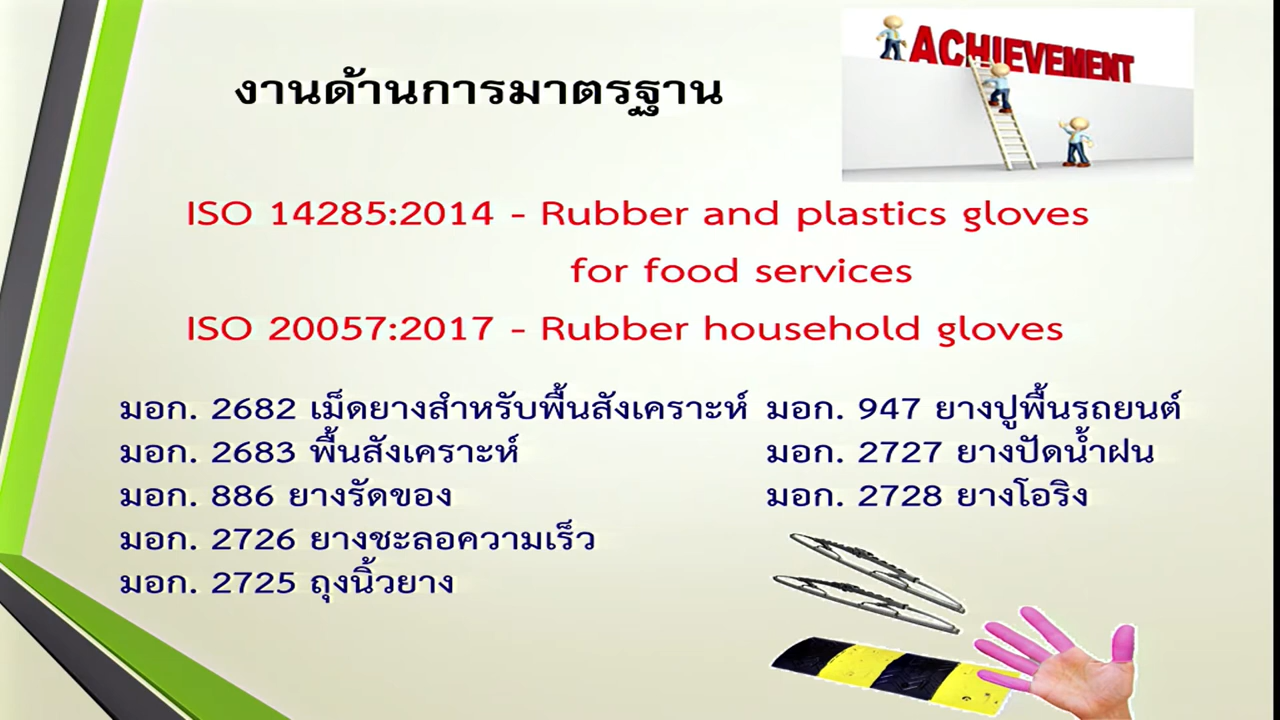 ACHIEVEMENT
งานด้านการมาตรฐาน
ISO 14285:2014 - Rubber and plastics gloves
for food services
ISO 20057:2017 - Rubber household gloves
มอก. 2682 เม็ดยางสำหรับพื้นสังเคราะห์
มอก. 2683 พื้นสังเคราะห์
มอก. 886 ยางรัดของ
มอก. 2726 ยางชะลอความเร็ว
มอก. 2725 ถุงนิ้วยาง
มอก. 947 ยางปูพื้นรถยนต์
มอก. 2727 ยางปัดน้ำฝน
มอก. 2728 ยางโอริง